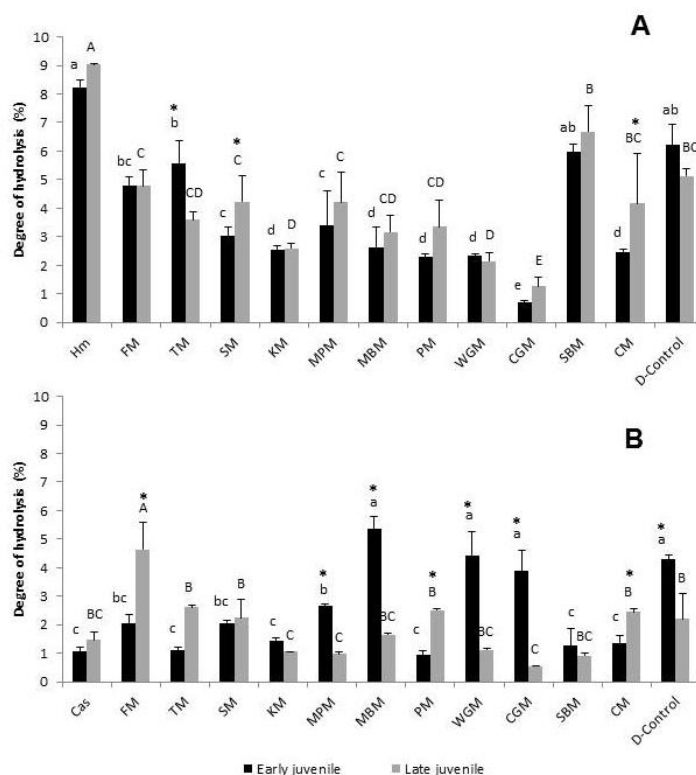 A
Degree of hydrolysis (%)
10
9
8
7
6
5
4
3
2
1
0
a A
bc C
* b CD
c * C
d D
c C
d CD
d CD
d D
e E
ab B
d * BC
ab BC
Hm FM TM SM KM MPM MBM PM WGM CGM SBM CM D-Control
B
Degree of hydrolysis (%)
10
9
8
7
6
5
4
3
2
1
0
c BC
bc * A
c B
bc B
c C
* b C
* a BC
c * B
* a BC
* a C
c BC
c * B
* a B
Cas FM TM SM KM MPM MBM PM WGM CGM SBM CM D-Control
Early juvenile Late juvenile